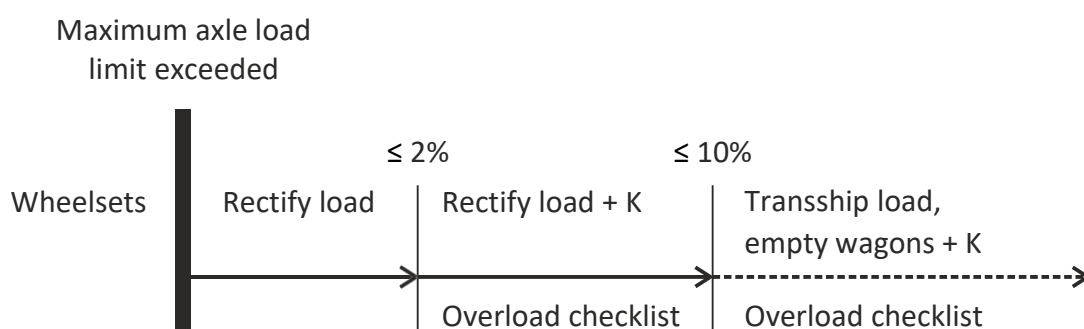 Maximum axle load
limit exceeded
≤ 2%
≤ 10%
Wheelsets
Rectify load
Rectify load + K
Transship load,
empty wagons + K
Overload checklist
Overload checklist